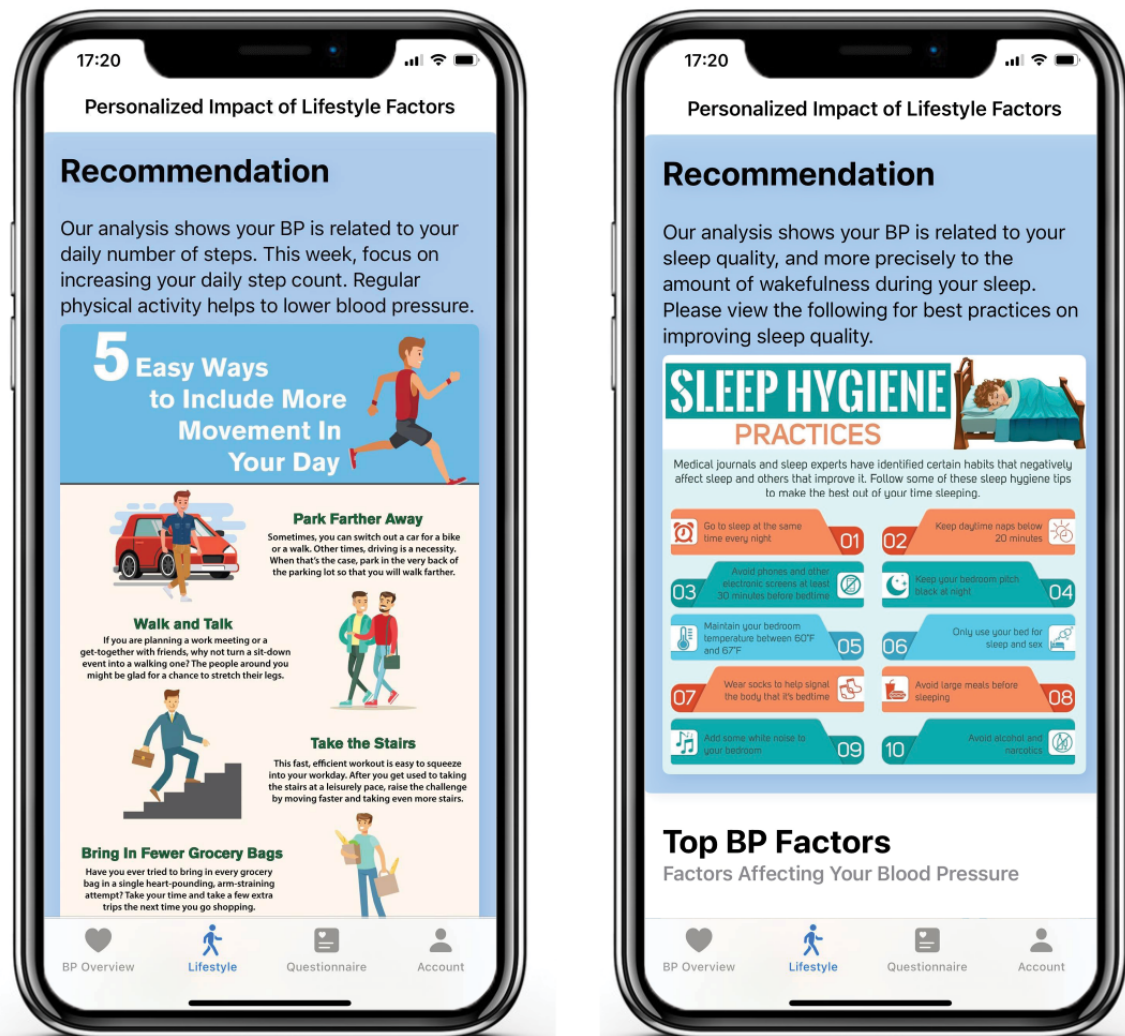 17:20
Personalized Impact of Lifestyle Factors
Recommendation
Our analysis shows your BP is related to your
daily number of steps. This week, focus on
increasing your daily step count. Regular
physical activity helps to lower blood pressure.
5 Easy Ways
to Include More
Movement In
Your Day
Park Farther Away
Sometimes, you can switch out a car for a bike
or a walk. Other times, driving is a necessity.
When that's the case, park in the very back of
the parking lot so that you will walk farther.
Walk and Talk
If you are planning a work meeting or a
get-together with friends, why not turn a sit-down
event into a walking one? The people around you
might be glad for a chance to stretch their legs.
Take the Stairs
This fast, efficient workout is easy to squeeze
into your workday. After you get used to taking
the stairs at a leisurely pace, raise the challenge
by moving faster and taking even more stairs.
Bring In Fewer Grocery Bags
Have you ever tried to bring in every grocery
bag in a single heart-pounding, arm-straining
attempt? Take your time and take a few extra
trips the next time you go shopping.
BP Overview
Lifestyle
Questionnaire
Account
17:20
Personalized Impact of Lifestyle Factors
Recommendation
Our analysis shows your BP is related to your
sleep quality, and more precisely to the
amount of wakefulness during your sleep.
Please view the following for best practices on
improving sleep quality.
SLEEP HYGIENE
PRACTICES
Medical journals and sleep experts have identified certain habits that negatively
affect sleep and others that improve it. Follow some of these sleep hygiene tips
to make the best out of your time sleeping.
Go to sleep at the same
time every night
01
02
Keep daytime naps below
20 minutes
03
Avoid phones and other
electronic screens at least
30 minutes before bedtime
Keep your bedroom pitch
black at night
04
Maintain your bedroom
temperature between 60°F
and 67°F
05
06
Only use your bed for
sleep and sex
07
Wear socks to help signal
the body that it's bedtime
Avoid large meals before
sleeping
08
Add some white noise to
your bedroom
09
10
Avoid alcohol and
narcotics
Top BP Factors
Factors Affecting Your Blood Pressure
BP Overview
Lifestyle
Questionnaire
Account